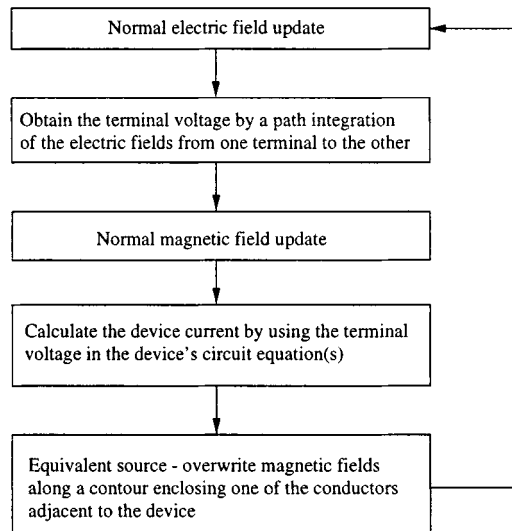 Normal electric field update
Obtain the terminal voltage by a path integration
of the electric fields from one terminal to the other
Normal magnetic field update
Calculate the device current by using the terminal
voltage in the device's circuit equation(s)
Equivalent source - overwrite magnetic fields
along a contour enclosing one of the conductors
adjacent to the device